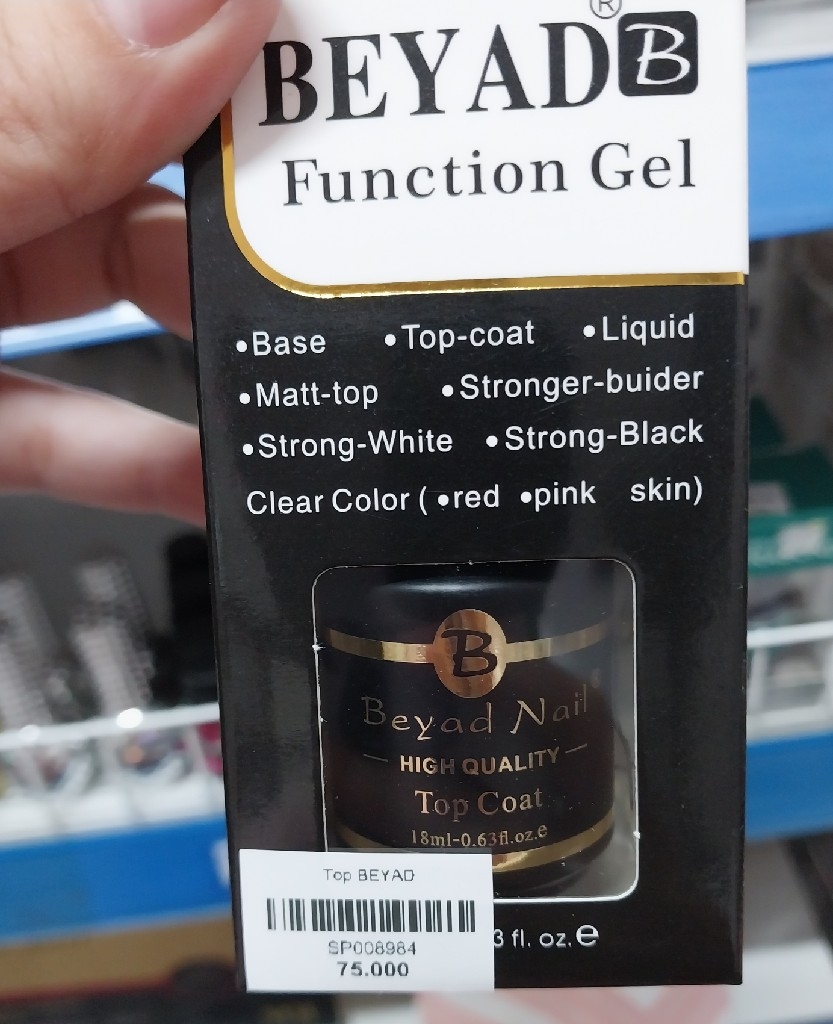 BEYAD® B
Function Gel
•Base •Top-coat •Liquid
•Matt-top •Stronger-buider
•Strong-White •Strong-Black
Clear Color ( •red •pink skin)
B
Beyad Nail®
HIGH QUALITY
Top Coat
18ml-0.63fl.oz.e
Top BEYAD
SP008984
75.000
3 fl. oz.e